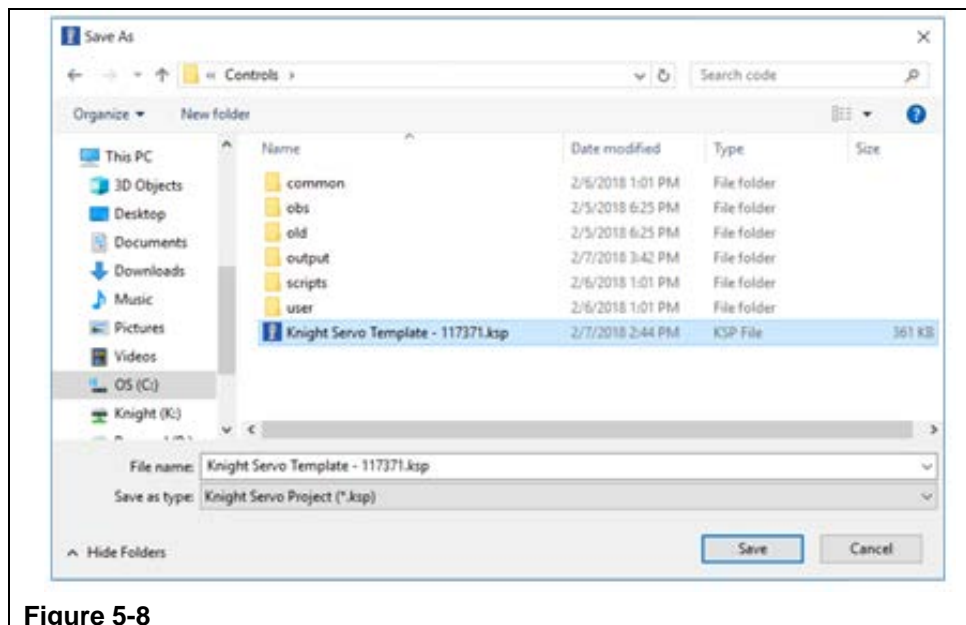 Save As
« Controls ›
Search code
Organize
New folder
Name Date modified Type Size
This PC
3D Objects
Desktop
Documents
Downloads
Music
Pictures
Videos
OS (C:)
Knight (K:)
common 2/6/2018 1:01 PM File folder
obs 2/5/2018 6:25 PM File folder
old 2/5/2018 6:25 PM File folder
output 2/7/2018 3:42 PM File folder
scripts 2/6/2018 1:01 PM File folder
user 2/6/2018 1:01 PM File folder
Knight Servo Template - 117371.ksp 2/7/2018 2:44 PM KSP File 361 KB
File name: Knight Servo Template - 117371.ksp
Save as type: Knight Servo Project (*.ksp)
Hide Folders
Save
Cancel
Figure 5-8